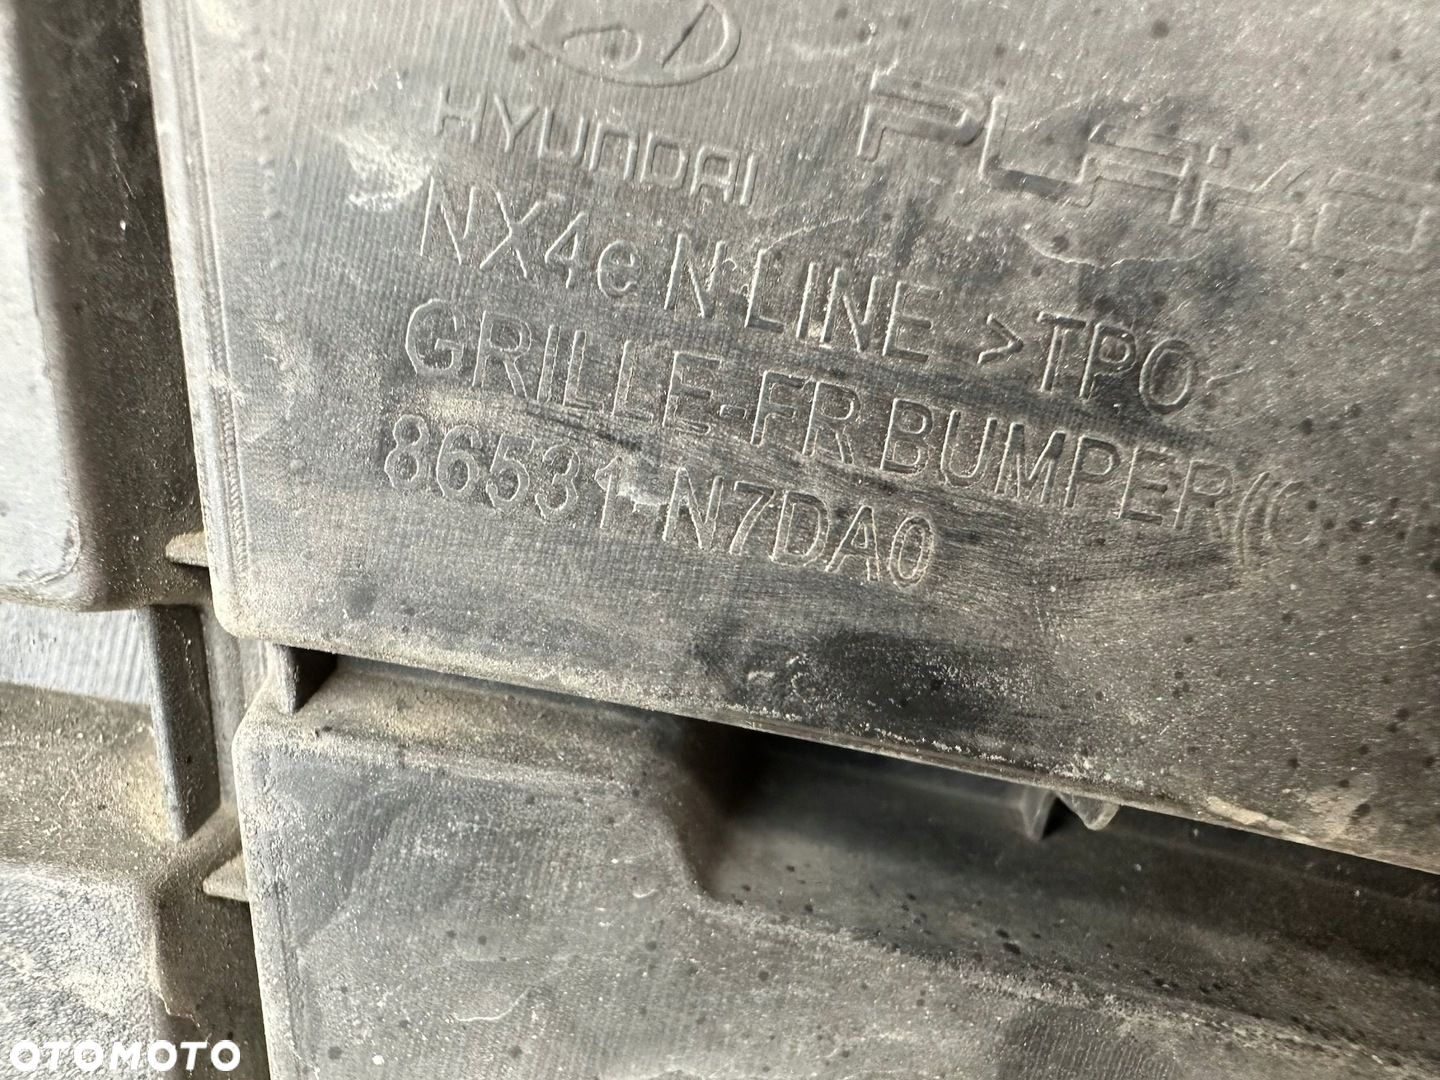 HYUNDAI
NX4e N-LINE >TPO
GRILLE-FR BUMPER
86531-N7DA0
OTOMOTO